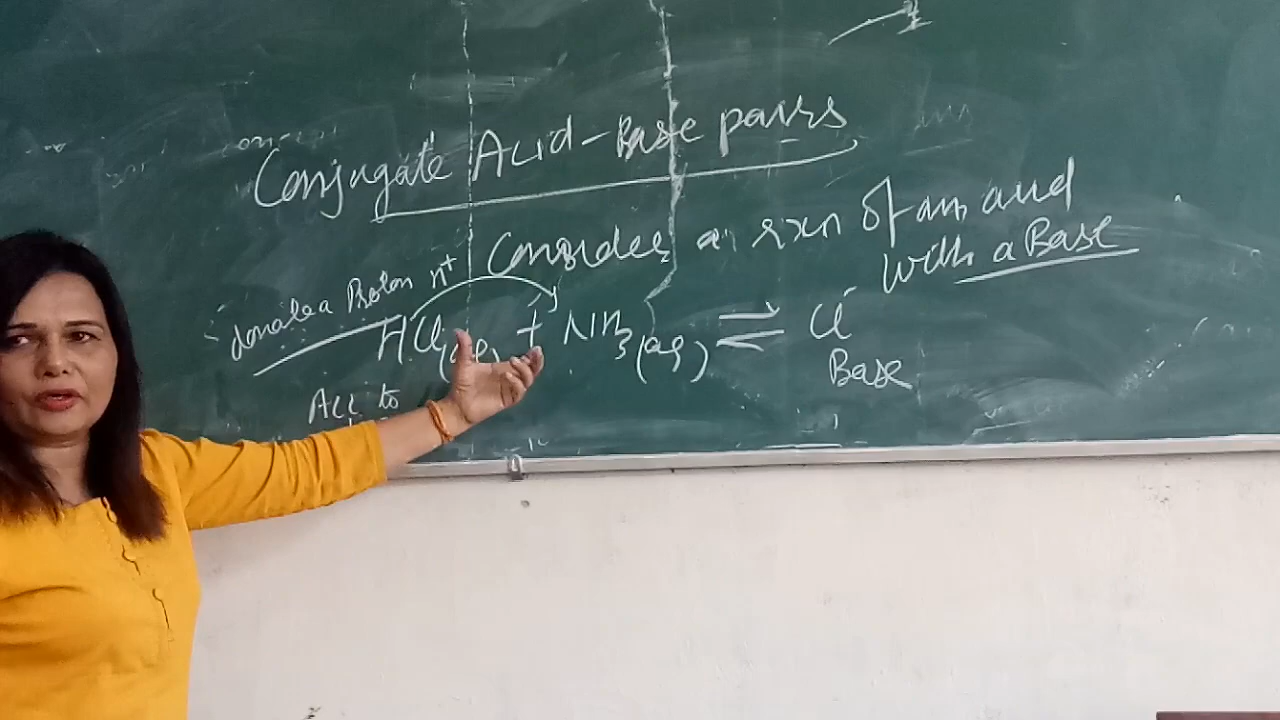 Conjugate Acid-Base pairs
Consider a rxn of an acid
with a Base
donate a Proton H+
HCl(aq) + NH3(aq) ⇌ Cl-
Base
Acc to